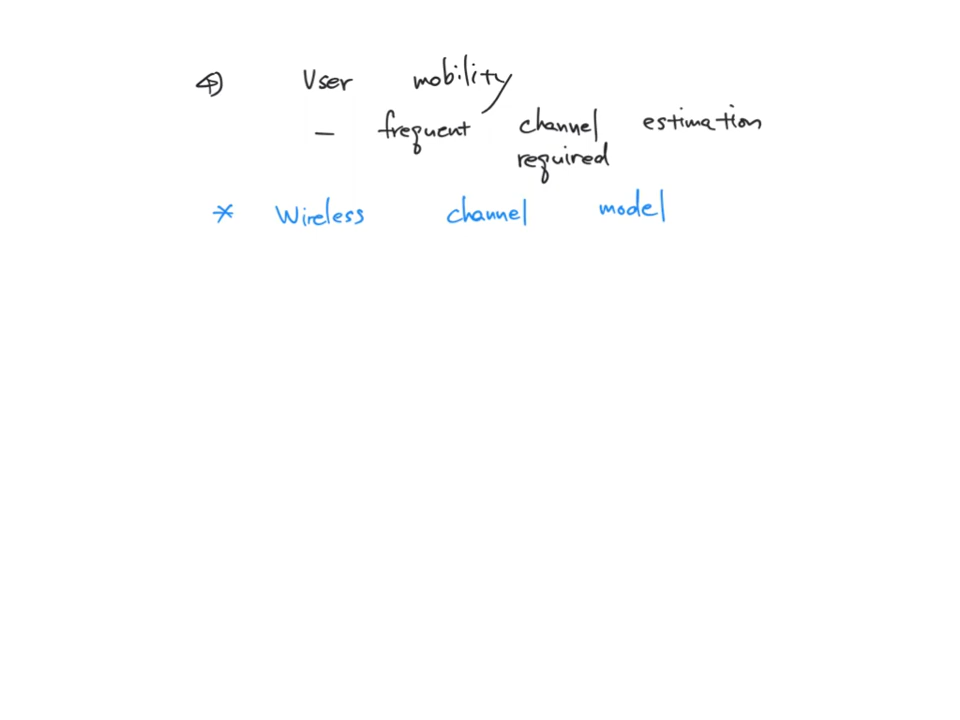 ④ User mobility
– frequent channel estimation
required
* Wireless channel model